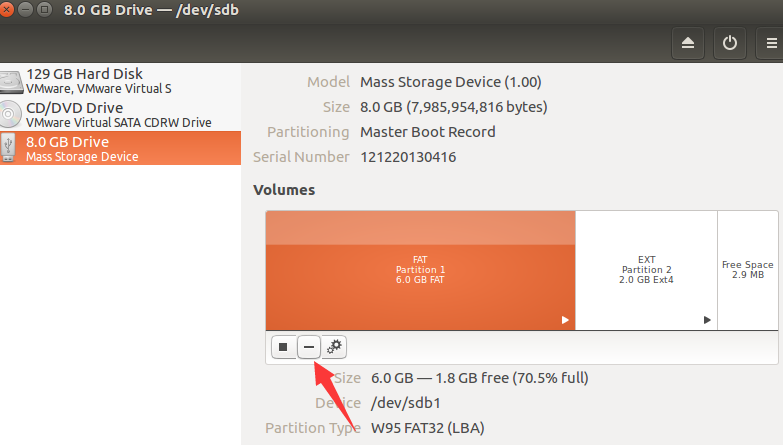 8.0 GB Drive — /dev/sdb
129 GB Hard Disk
VMware, VMware Virtual S
CD/DVD Drive
VMware Virtual SATA CDRW Drive
8.0 GB Drive
Mass Storage Device
Model Mass Storage Device (1.00)
Size 8.0 GB (7,985,954,816 bytes)
Partitioning Master Boot Record
Serial Number 121220130416
Volumes
FAT
Partition 1
6.0 GB FAT
EXT
Partition 2
2.0 GB Ext4
Free Space
2.9 MB
Size 6.0 GB — 1.8 GB free (70.5% full)
Device /dev/sdb1
Partition Type W95 FAT32 (LBA)